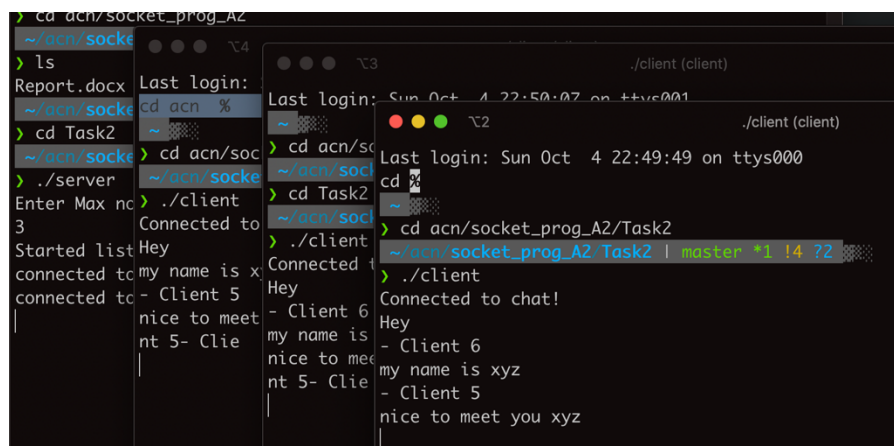 › cd acn/socket_prog_A2
~/acn/socke
› ls
Report.docx
~/acn/socke
› cd Task2
~/acn/socke
› ./server
Enter Max no
3
Started list
connected to
connected to
⌥4
Last login:
cd acn %
~
› cd acn/soc
~/acn/socke
› ./client
Connected to
Hey
my name is x
- Client 5
nice to meet
nt 5- Clie
⌥3 ./client (client)
Last login: Sun Oct 4 22:50:07 on ttys001
~
› cd acn/so
~/acn/sock
› cd Task2
~/acn/sock
› ./client
Connected t
Hey
- Client 6
my name is
nice to mee
nt 5- Clie
⌥2 ./client (client)
Last login: Sun Oct 4 22:49:49 on ttys000
cd %
~
› cd acn/socket_prog_A2/Task2
~/acn/socket_prog_A2/Task2 | master *1 !4 ?2
› ./client
Connected to chat!
Hey
- Client 6
my name is xyz
- Client 5
nice to meet you xyz